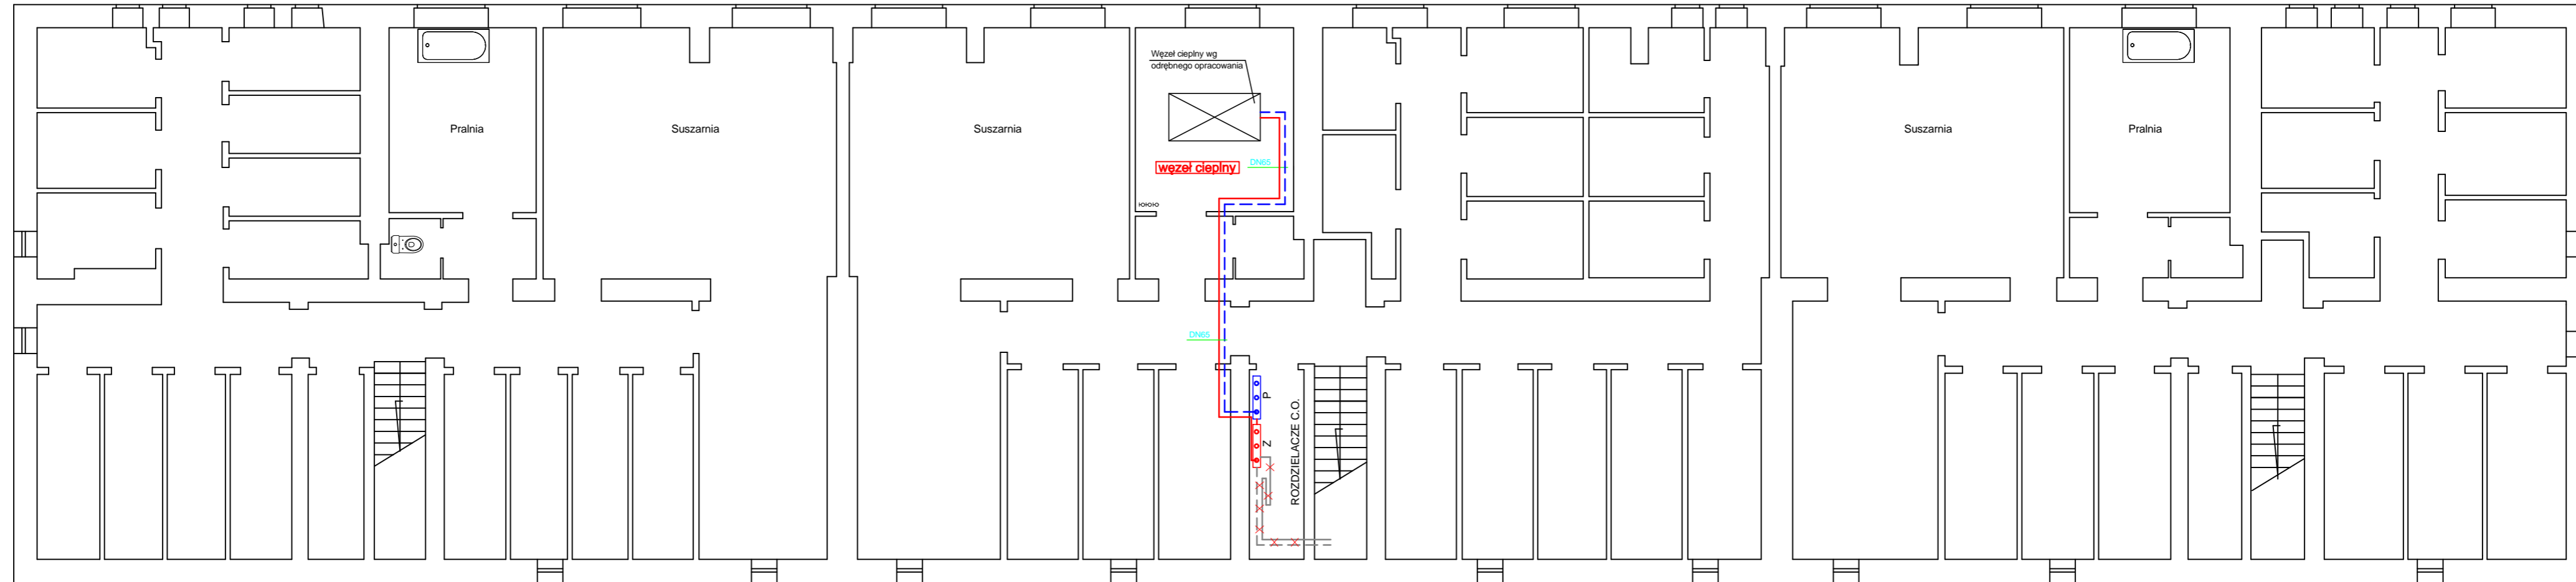 Węzeł cieplny wg
odrębnego opracowania
Pralnia
Suszarnia
Suszarnia
węzeł cieplny
DN65
Suszarnia
Pralnia
DN65
P
Z
ROZDZIELACZE C.O.